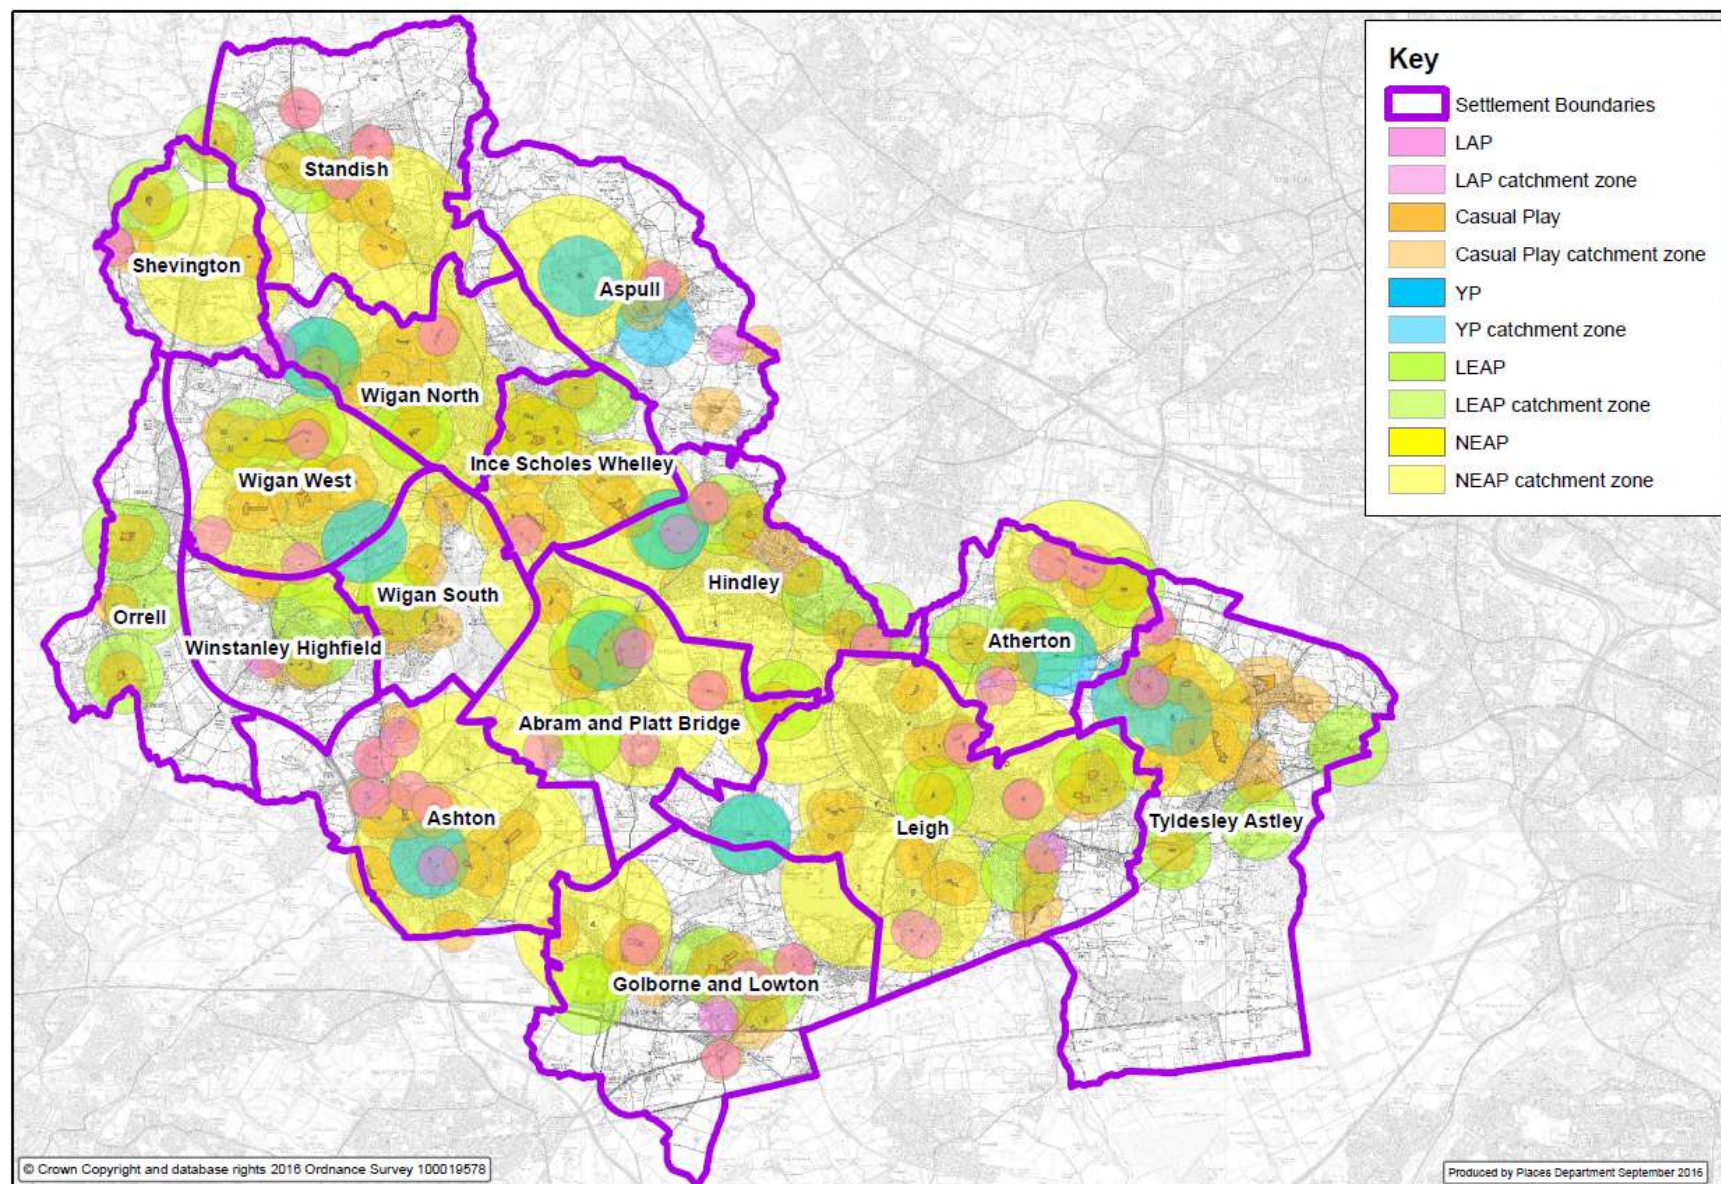 Key
Settlement Boundaries
LAP
LAP catchment zone
Casual Play
Casual Play catchment zone
YP
YP catchment zone
LEAP
LEAP catchment zone
NEAP
NEAP catchment zone
Standish
Shevington
Aspull
Wigan North
Ince Scholes Whelley
Wigan West
Hindley
Wigan South
Orrell
Atherton
Winstanley Highfield
Abram and Platt Bridge
Ashton
Leigh
Tyldesley Astley
Golborne and Lowton
© Crown Copyright and database rights 2016 Ordnance Survey 100019578
Produced by Places Department September 2016